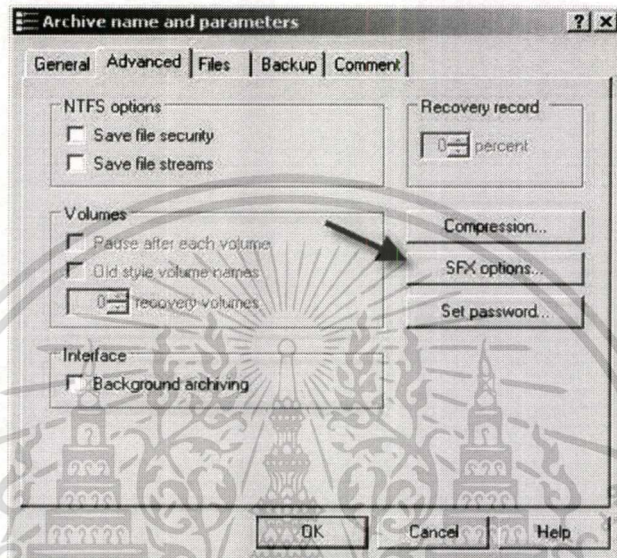 Archive name and parameters
General Advanced Files Backup Comment
NTFS options
Save file security
Save file streams
Recovery record
0 percent
Volumes
Pause after each volume
Old style volume names
0 recovery volumes
Compression...
SFX options...
Set password...
Interface
Background archiving
OK Cancel Help